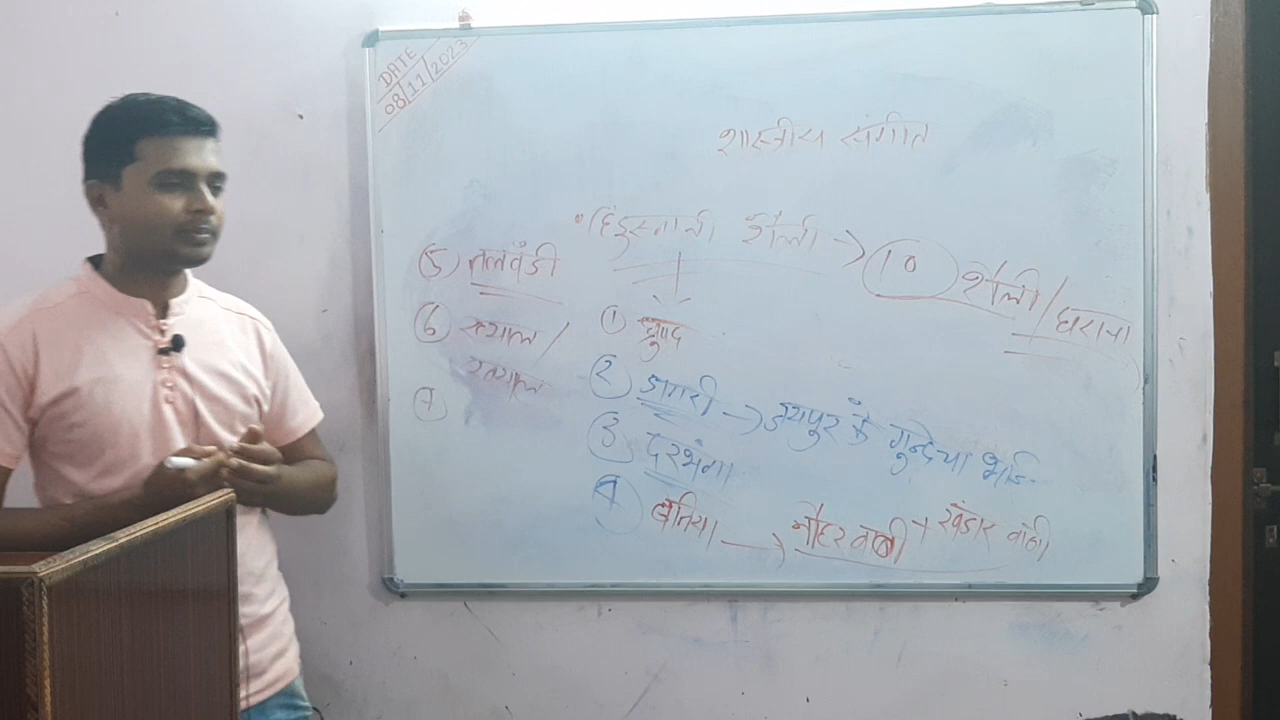 DATE
08/11/2023
शास्त्रीय संगीत
• हिंदुस्तानी शैली → 10 शैली/घराना
① ध्रुपद
② डागरी → जयपुर के गुन्देचा भाई
③ दरभंगा
④ बेतिया → नौहर वाणी + खंडार वाणी
⑤ तलवंडी
⑥ ख्याल/
ख्याल
⑦